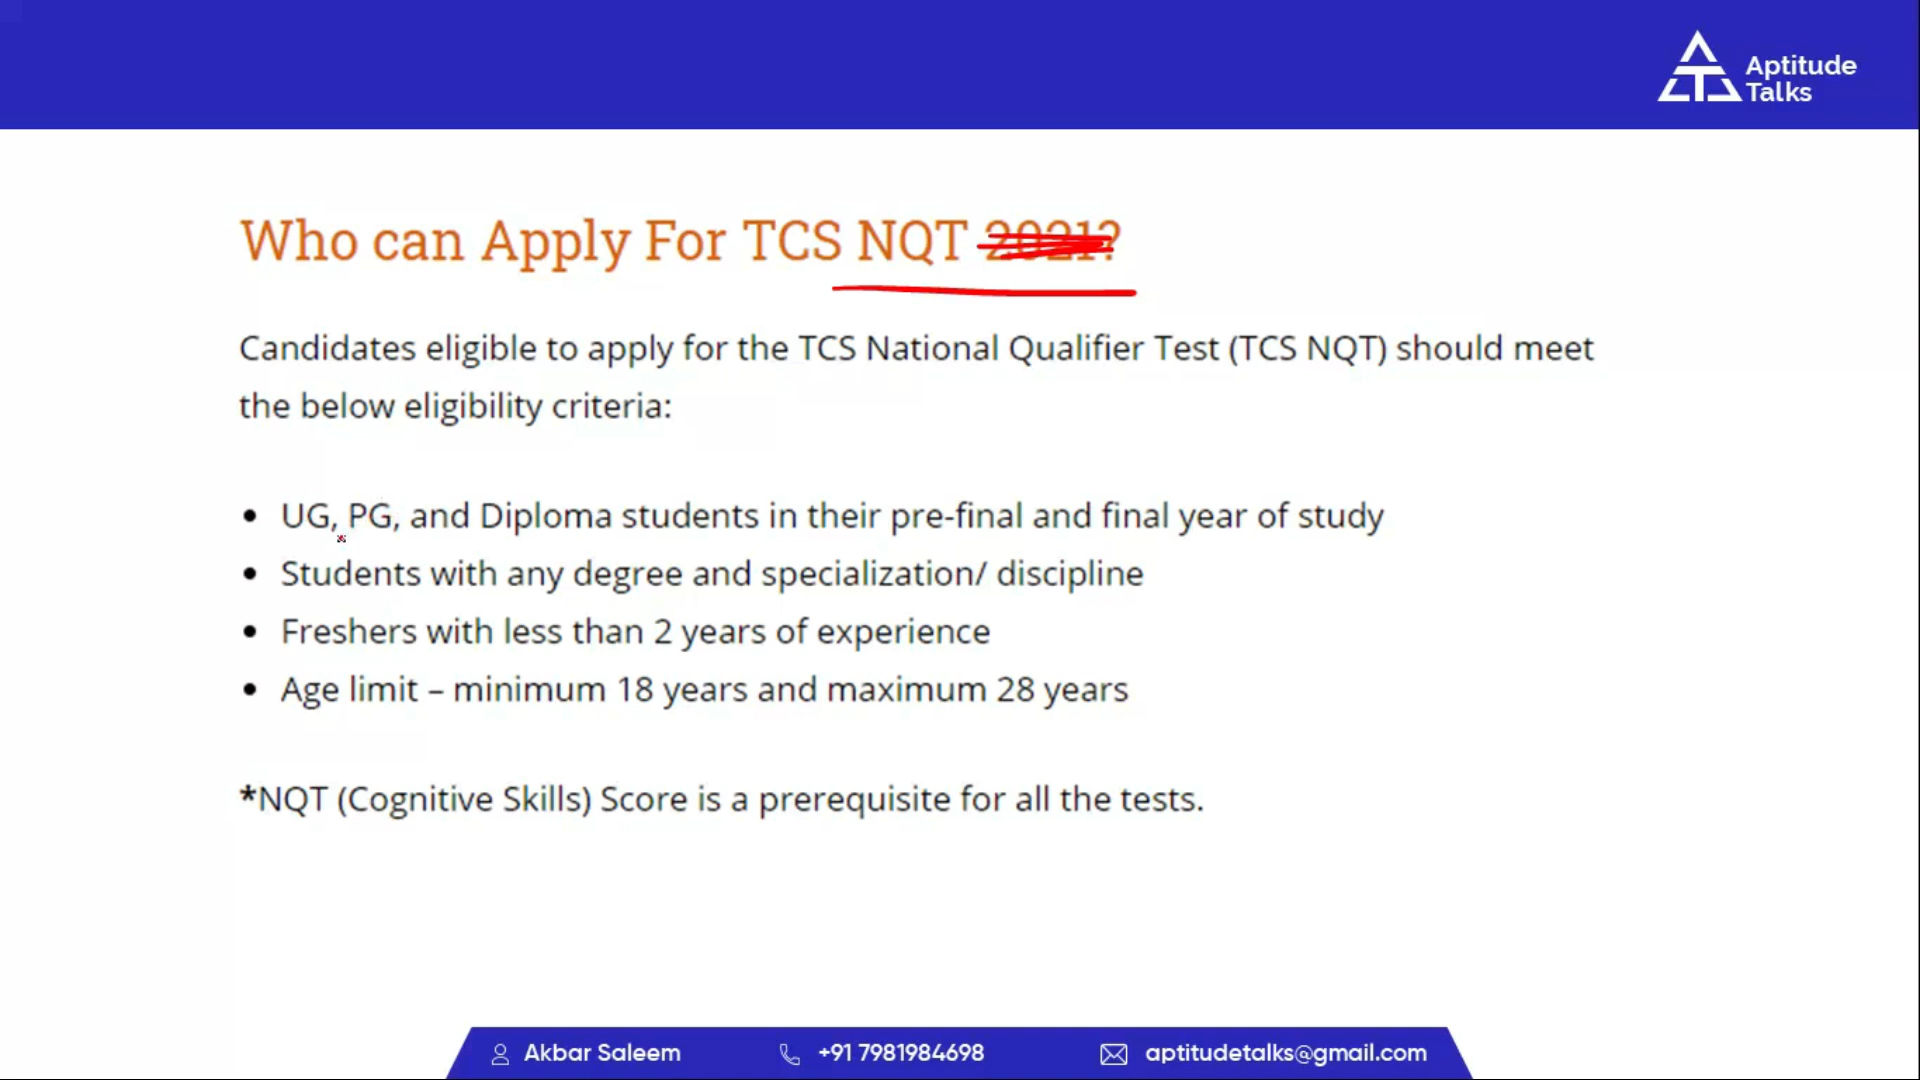 Aptitude
Talks
Who can Apply For TCS NQT 2021?
Candidates eligible to apply for the TCS National Qualifier Test (TCS NQT) should meet
the below eligibility criteria:
• UG, PG, and Diploma students in their pre-final and final year of study
• Students with any degree and specialization/ discipline
• Freshers with less than 2 years of experience
• Age limit – minimum 18 years and maximum 28 years
*NQT (Cognitive Skills) Score is a prerequisite for all the tests.
Akbar Saleem +91 7981984698 aptitudetalks@gmail.com